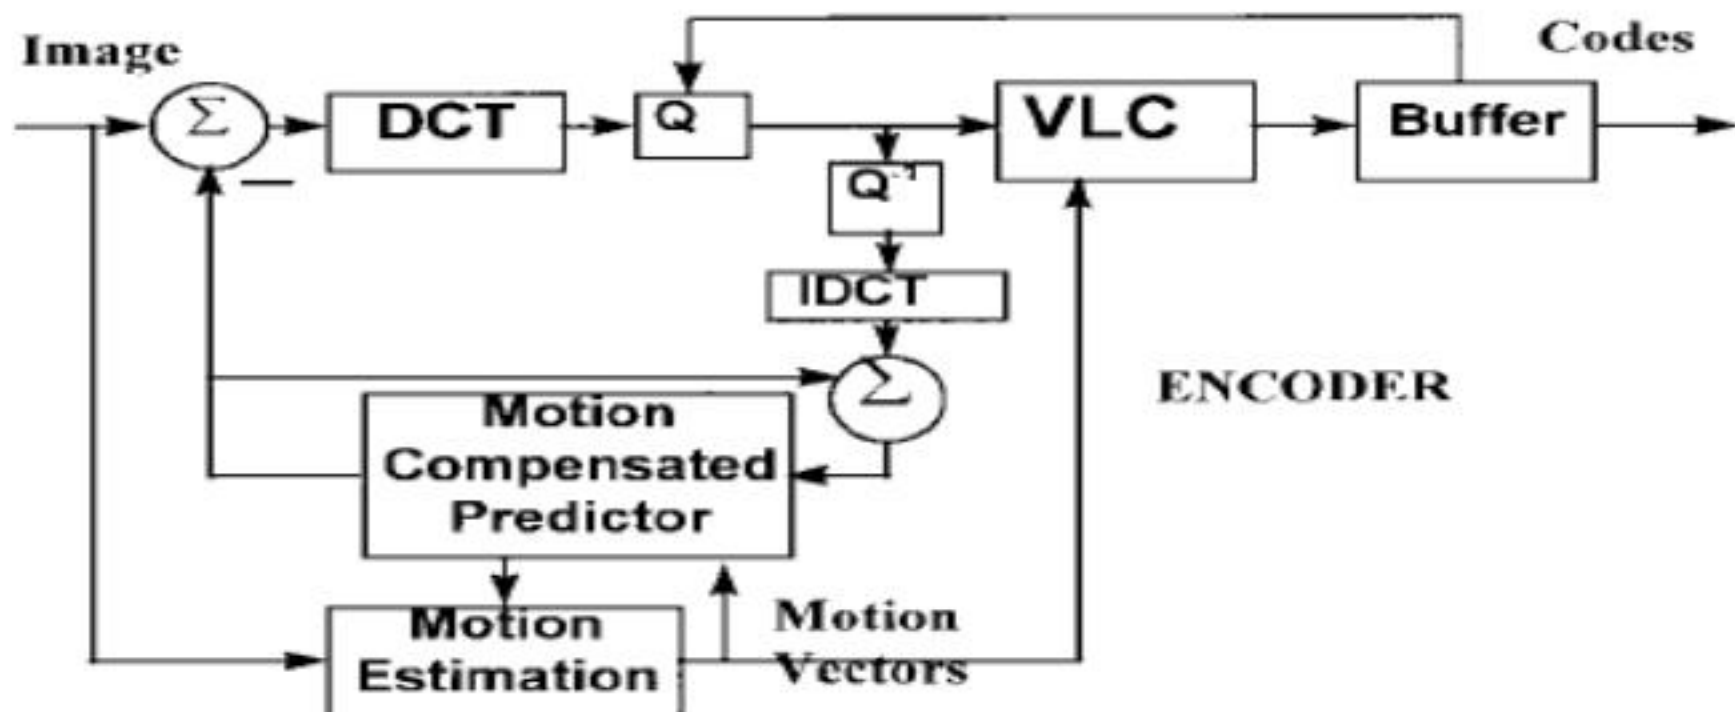 Image
Codes
Σ
DCT
Q
VLC
Buffer
−
Q⁻¹
IDCT
Σ
ENCODER
Motion
Compensated
Predictor
Motion
Vectors
Motion
Estimation